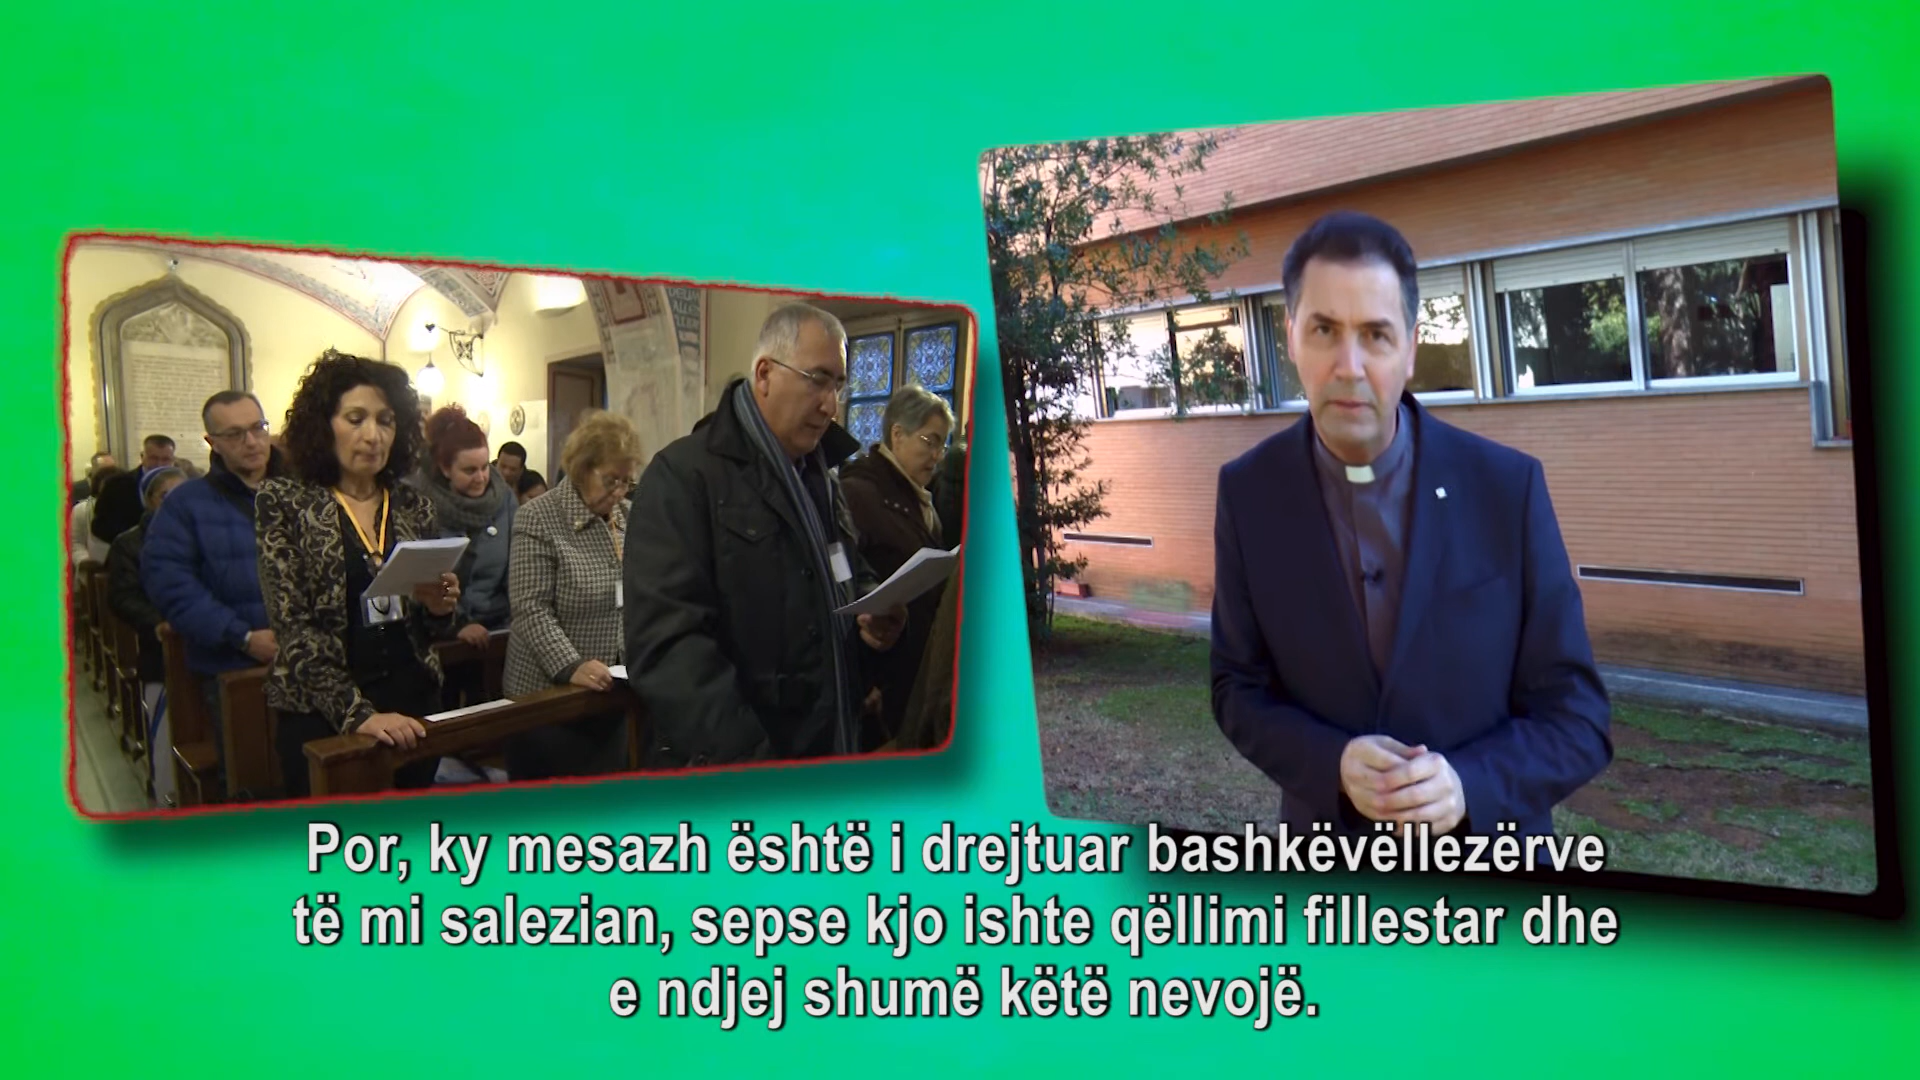 Por, ky mesazh është i drejtuar bashkëvëllezërve
të mi salezian, sepse kjo ishte qëllimi fillestar dhe
e ndjej shumë këtë nevojë.